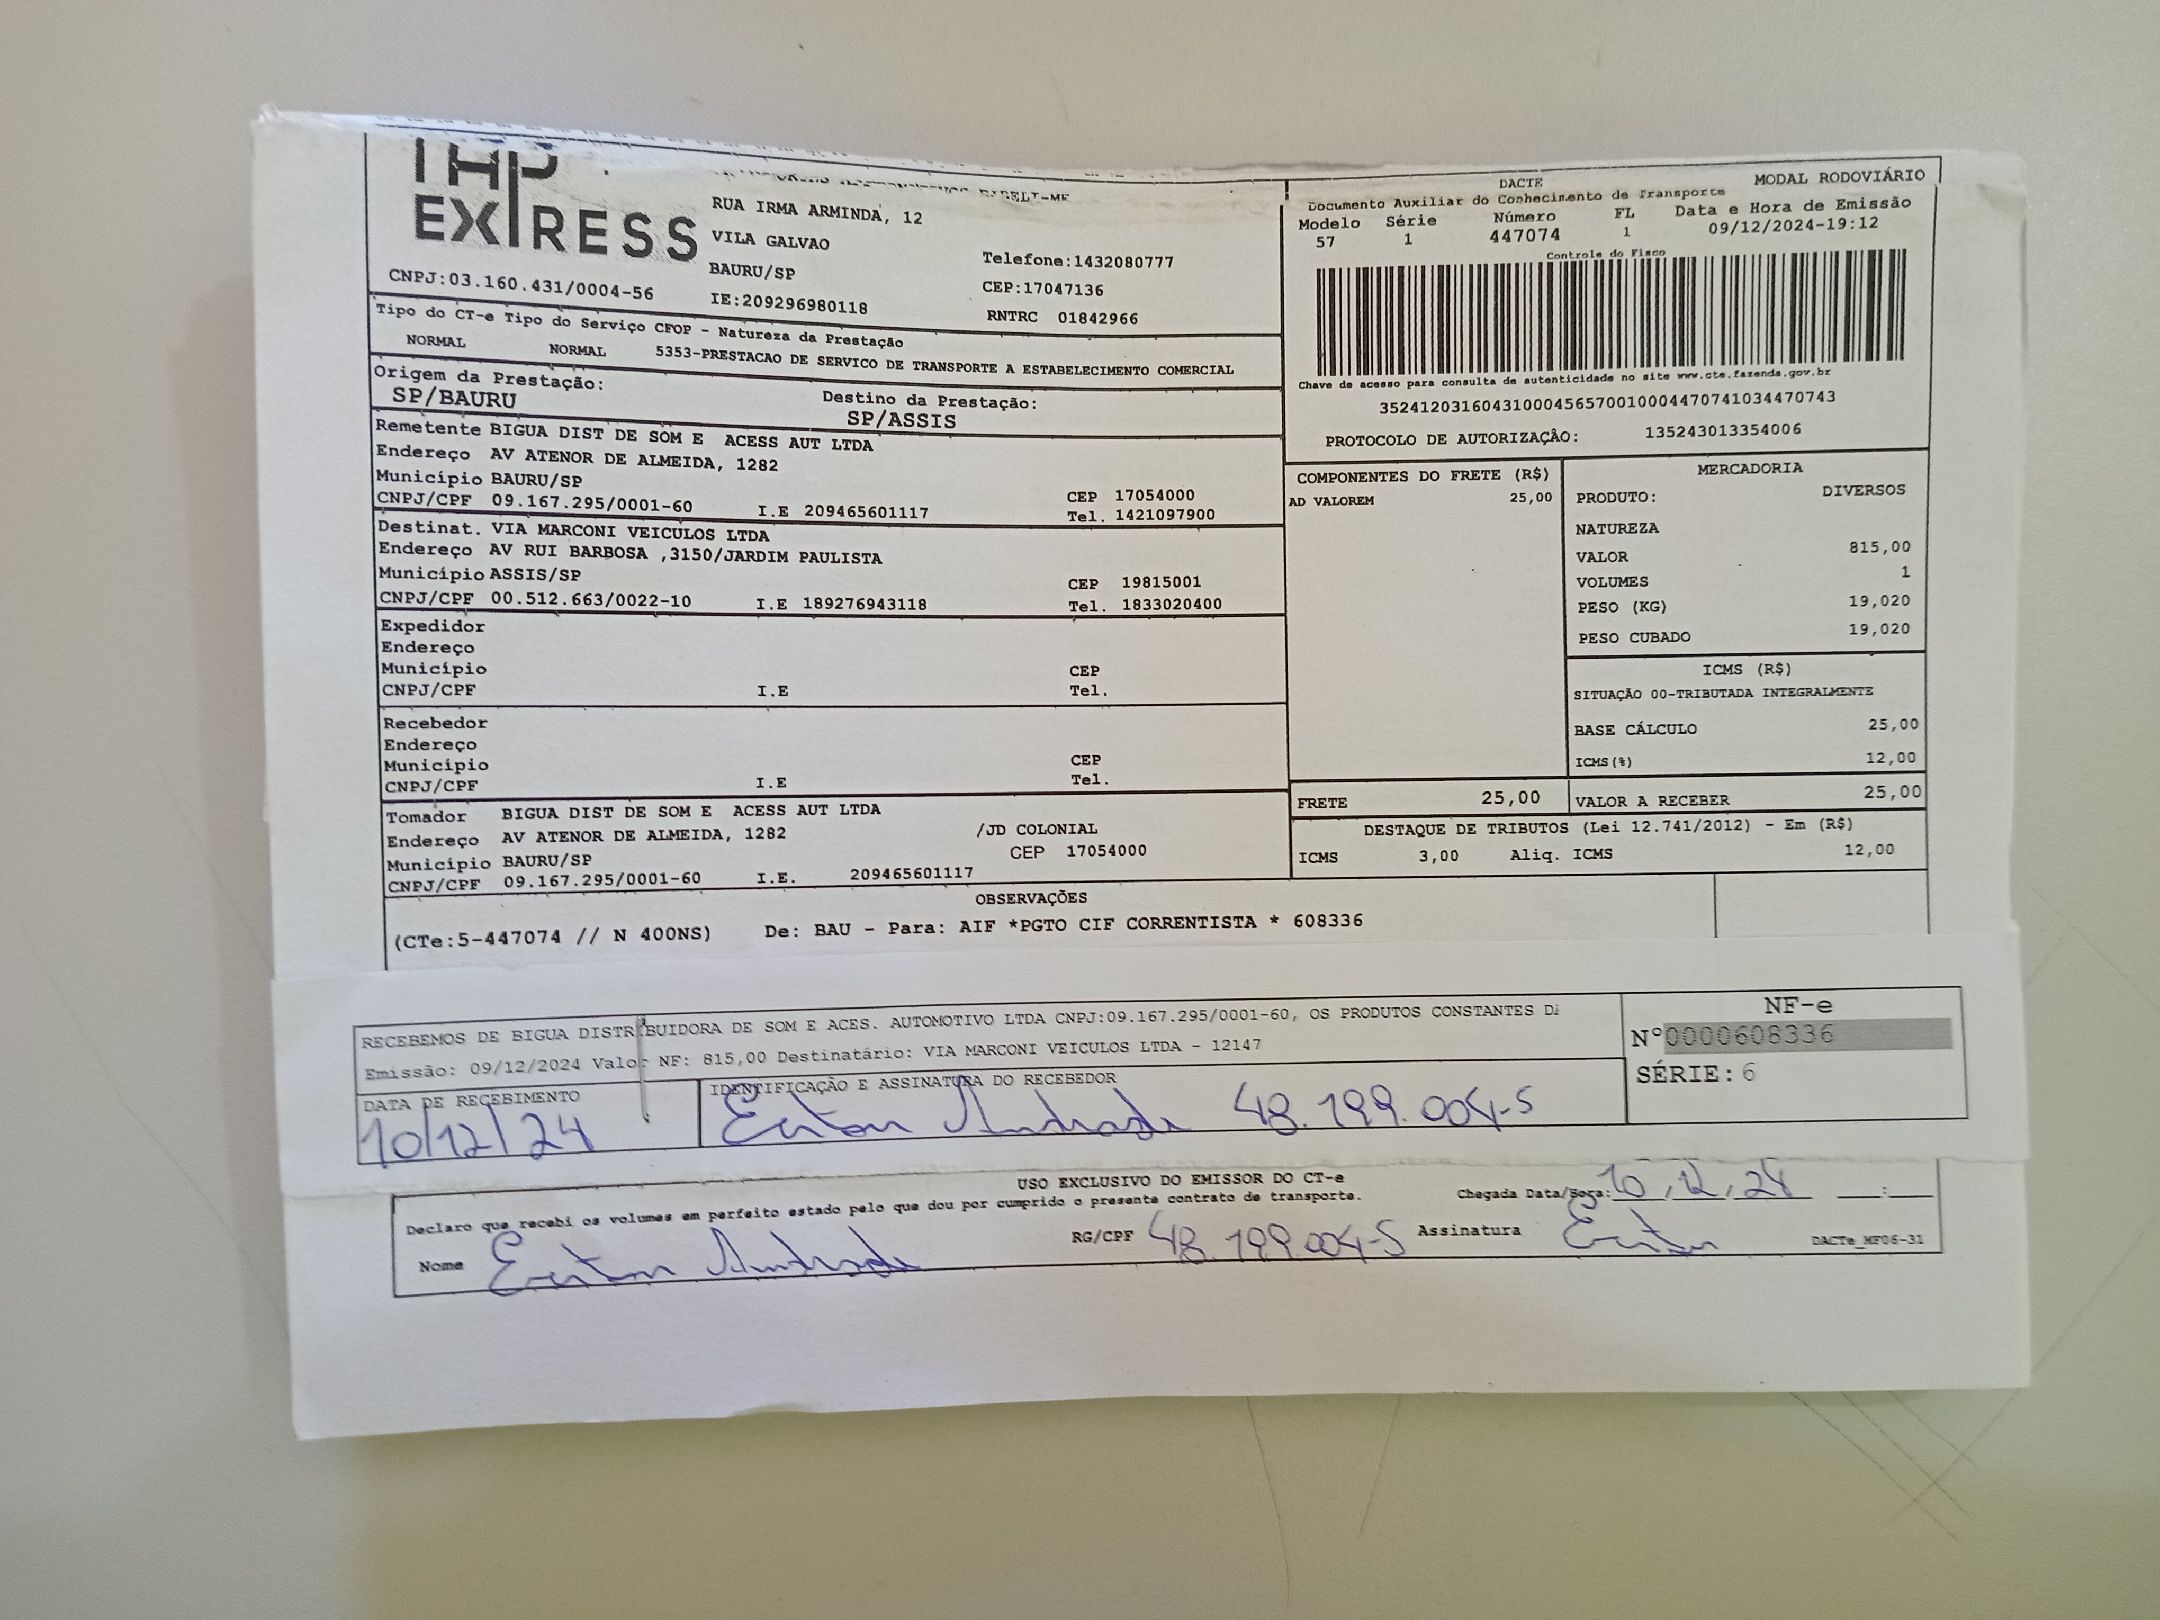 EXPRESS
RUA IRMA ARMINDA, 12
VILA GALVAO
BAURU/SP
IE:209296980118
Telefone:1432080777
CEP:17047136
RNTRC 01842966
CNPJ:03.160.431/0004-56
DACTE
MODAL RODOVIÁRIO
Documento Auxiliar do Conhecimento de Transporte
Modelo Série Número FL Data e Hora de Emissão
57 1 447074 1 09/12/2024-19:12
Controle do Fisco
Chave de acesso para consulta de autenticidade no site www.cte.fazenda.gov.br
35241203160431000456570010004470741034470743
PROTOCOLO DE AUTORIZAÇÃO: 135243013354006
Tipo do CT-e Tipo do Serviço CFOP - Natureza da Prestação
NORMAL NORMAL 5353-PRESTACAO DE SERVICO DE TRANSPORTE A ESTABELECIMENTO COMERCIAL
Origem da Prestação: Destino da Prestação:
SP/BAURU SP/ASSIS
Remetente BIGUA DIST DE SOM E ACESS AUT LTDA
Endereço AV ATENOR DE ALMEIDA, 1282
Município BAURU/SP CEP 17054000
CNPJ/CPF 09.167.295/0001-60 I.E 209465601117 Tel. 1421097900
Destinat. VIA MARCONI VEICULOS LTDA
Endereço AV RUI BARBOSA ,3150/JARDIM PAULISTA
Município ASSIS/SP CEP 19815001
CNPJ/CPF 00.512.663/0022-10 I.E 189276943118 Tel. 1833020400
Expedidor
Endereço
Município CEP
CNPJ/CPF I.E Tel.
Recebedor
Endereço
Município CEP
CNPJ/CPF I.E Tel.
Tomador BIGUA DIST DE SOM E ACESS AUT LTDA
Endereço AV ATENOR DE ALMEIDA, 1282 /JD COLONIAL
Município BAURU/SP CEP 17054000
CNPJ/CPF 09.167.295/0001-60 I.E. 209465601117
COMPONENTES DO FRETE (R$)
AD VALOREM 25,00
MERCADORIA
PRODUTO: DIVERSOS
NATUREZA
VALOR 815,00
VOLUMES 1
PESO (KG) 19,020
PESO CUBADO 19,020
ICMS (R$)
SITUAÇÃO 00-TRIBUTADA INTEGRALMENTE
BASE CÁLCULO 25,00
ICMS(%) 12,00
FRETE 25,00 VALOR A RECEBER 25,00
DESTAQUE DE TRIBUTOS (Lei 12.741/2012) - Em (R$)
ICMS 3,00 Aliq. ICMS 12,00
OBSERVAÇÕES
(CTe:5-447074 // N 400NS) De: BAU - Para: AIF *PGTO CIF CORRENTISTA * 608336
RECEBEMOS DE BIGUA DISTRIBUIDORA DE SOM E ACES. AUTOMOTIVO LTDA CNPJ:09.167.295/0001-60, OS PRODUTOS CONSTANTES
Emissão: 09/12/2024 Valor NF: 815,00 Destinatário: VIA MARCONI VEICULOS LTDA - 12147
NF-e
Nº0000608336
SÉRIE: 6
DATA DE RECEBIMENTO IDENTIFICAÇÃO E ASSINATURA DO RECEBEDOR
10/12/24 Erton Andrade 48.199.004-5
USO EXCLUSIVO DO EMISSOR DO CT-e
Declaro que recebi os volumes em perfeito estado pelo que dou por cumprido o presente contrato de transporte. Chegada Data/Hora: 10,12,24 :
Nome Erton Andrade RG/CPF 48.199.004-5 Assinatura Erton DACTe_MF06-31